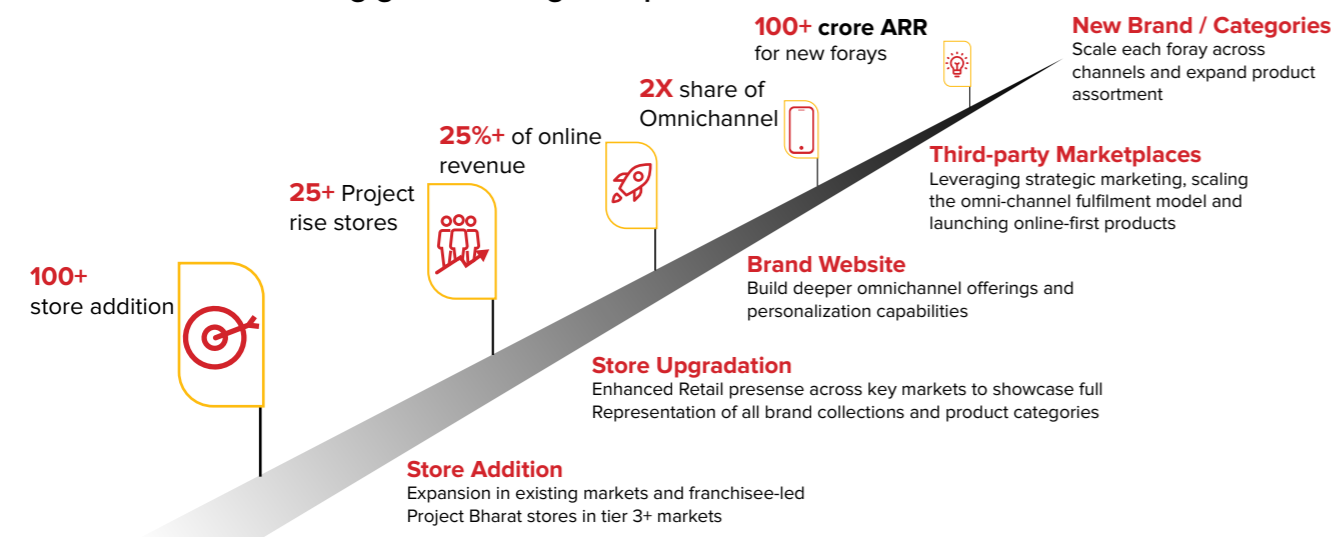 100+ crore ARR
for new forays
New Brand / Categories
Scale each foray across
channels and expand product
assortment
2X share of
Omnichannel
25%+ of online
revenue
Third-party Marketplaces
Leveraging strategic marketing, scaling
the omni-channel fulfilment model and
launching online-first products
25+ Project
rise stores
Brand Website
Build deeper omnichannel offerings and
personalization capabilities
100+
store addition
Store Upgradation
Enhanced Retail presense across key markets to showcase full
Representation of all brand collections and product categories
Store Addition
Expansion in existing markets and franchisee-led
Project Bharat stores in tier 3+ markets